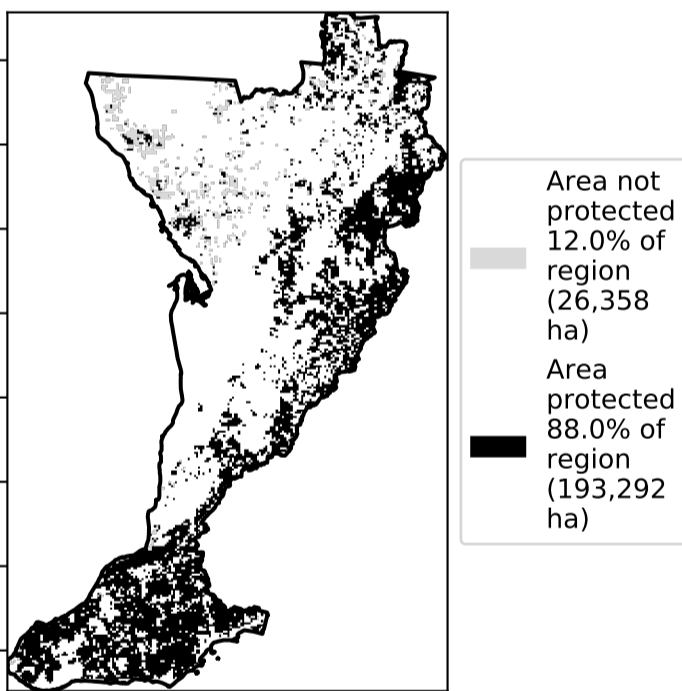 Area not
protected
12.0% of
region
(26,358
ha)
Area
protected
88.0% of
region
(193,292
ha)